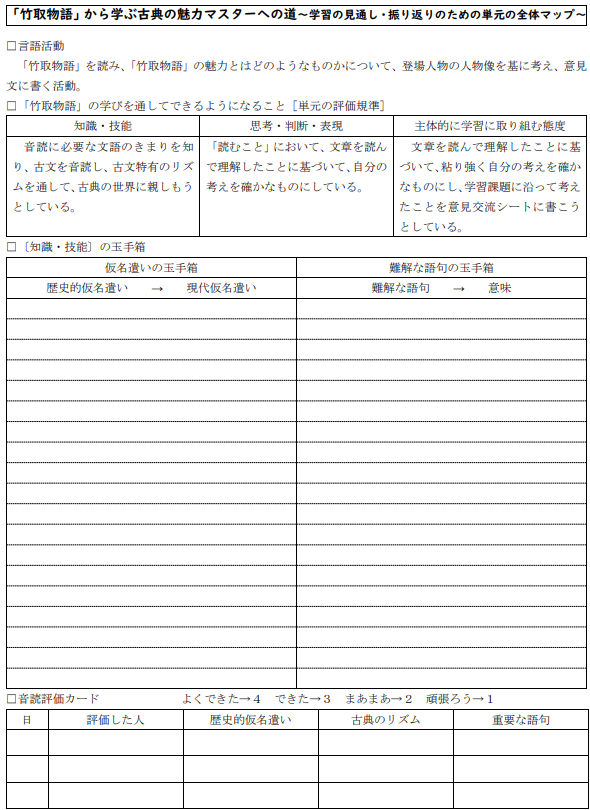 「竹取物語」から学ぶ古典の魅力マスターへの道～学習の見通し・振り返りのための単元の全体マップ～
□言語活動
「竹取物語」を読み、「竹取物語」の魅力とはどのようなものかについて、登場人物の人物像を基に考え、意見
文に書く活動。
□「竹取物語」の学びを通してできるようになること［単元の評価規準］
知識・技能 思考・判断・表現 主体的に学習に取り組む態度
音読に必要な文語のきまりを知
り、古文を音読し、古文特有のリズ
ムを通して、古典の世界に親しもう
としている。
「読むこと」において、文章を読ん
で理解したことに基づいて、自分の
考えを確かなものにしている。
文章を読んで理解したことに基
づいて、粘り強く自分の考えを確か
なものにし、学習課題に沿って考え
たことを意見交流シートに書こう
としている。
□〔知識・技能〕の玉手箱
仮名遣いの玉手箱 難解な語句の玉手箱
歴史的仮名遣い → 現代仮名遣い 難解な語句 → 意味
□音読評価カード よくできた→４ できた→３ まあまあ→２ 頑張ろう→１
日 評価した人 歴史的仮名遣い 古典のリズム 重要な語句